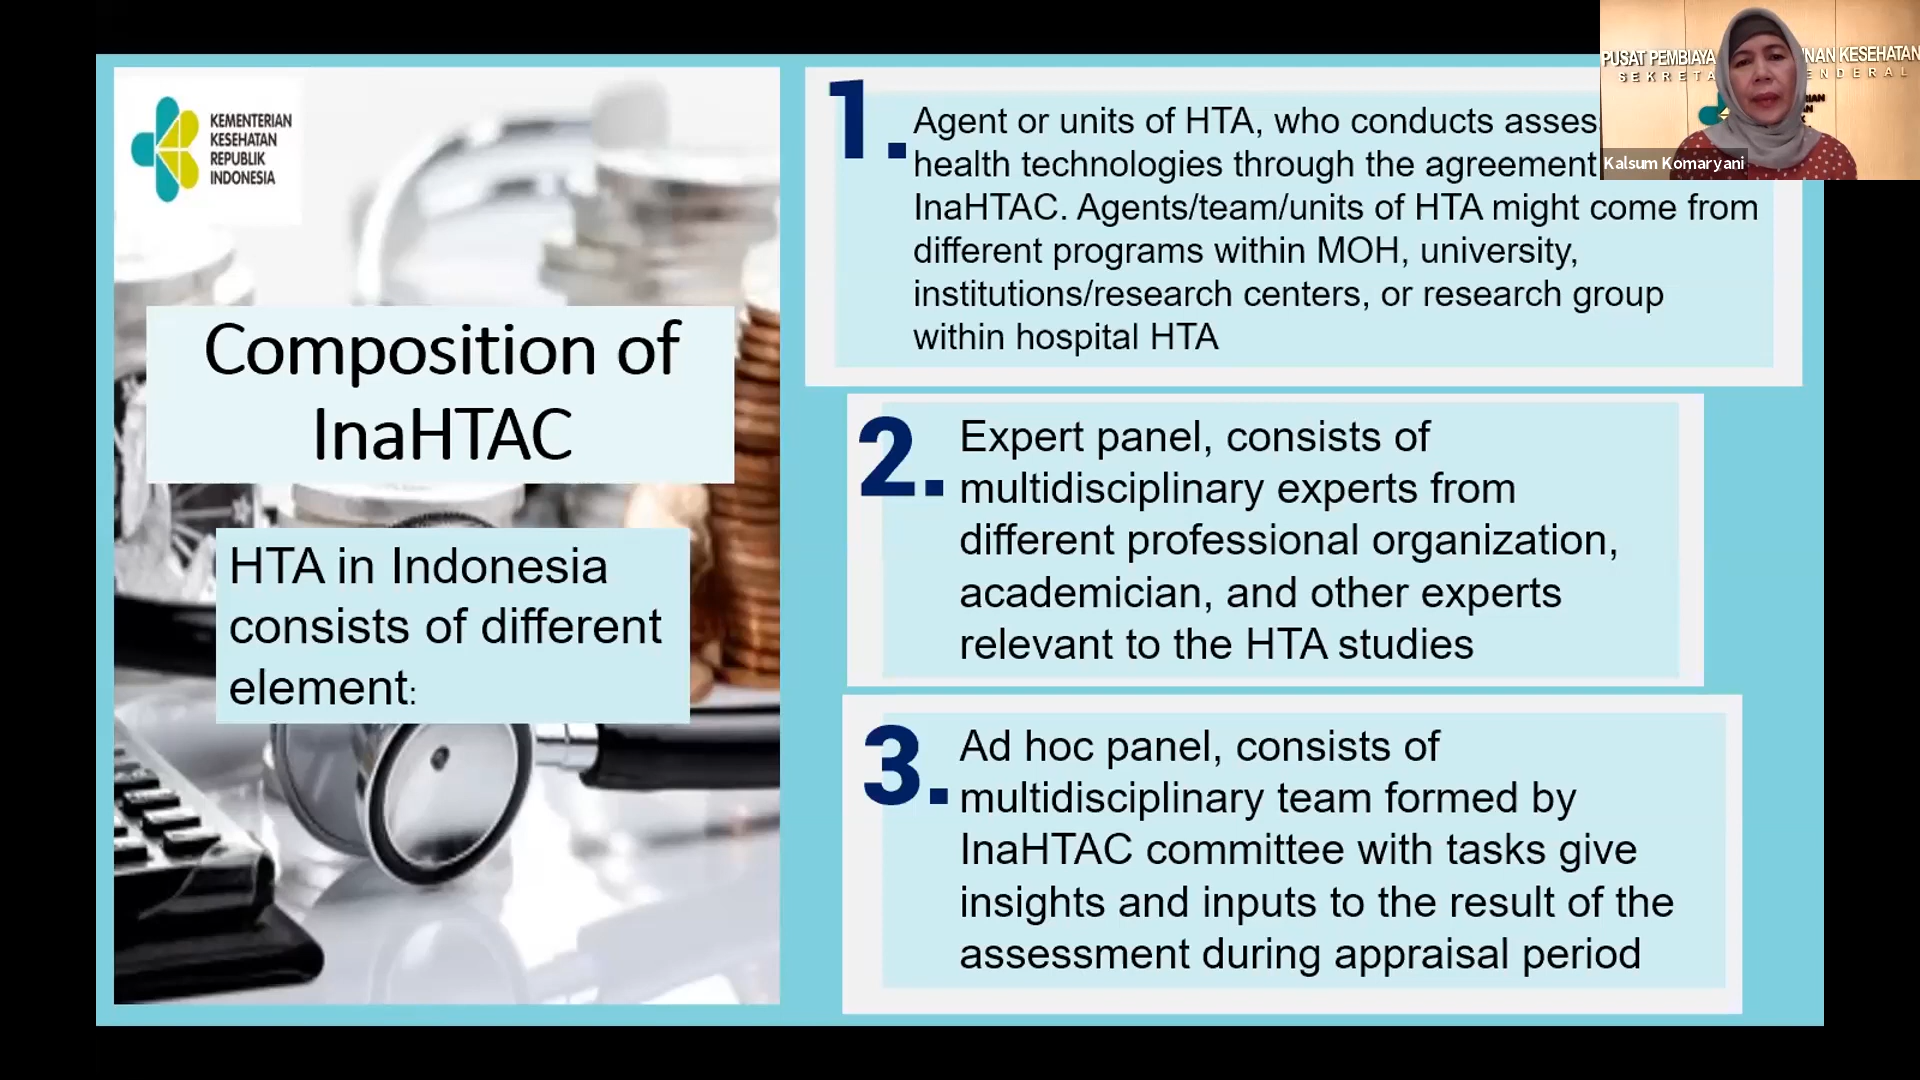 KEMENTERIAN
KESEHATAN
REPUBLIK
INDONESIA
Composition of
InaHTAC
HTA in Indonesia
consists of different
element:
1.
Agent or units of HTA, who conducts
health technologies through the agreement
InaHTAC. Agents/team/units of HTA might come from
different programs within MOH, university,
institutions/research centers, or research group
within hospital HTA
2.
Expert panel, consists of
multidisciplinary experts from
different professional organization,
academician, and other experts
relevant to the HTA studies
3.
Ad hoc panel, consists of
multidisciplinary team formed by
InaHTAC committee with tasks give
insights and inputs to the result of the
assessment during appraisal period
PUSAT KESEHATAN
Kalsum Komaryani